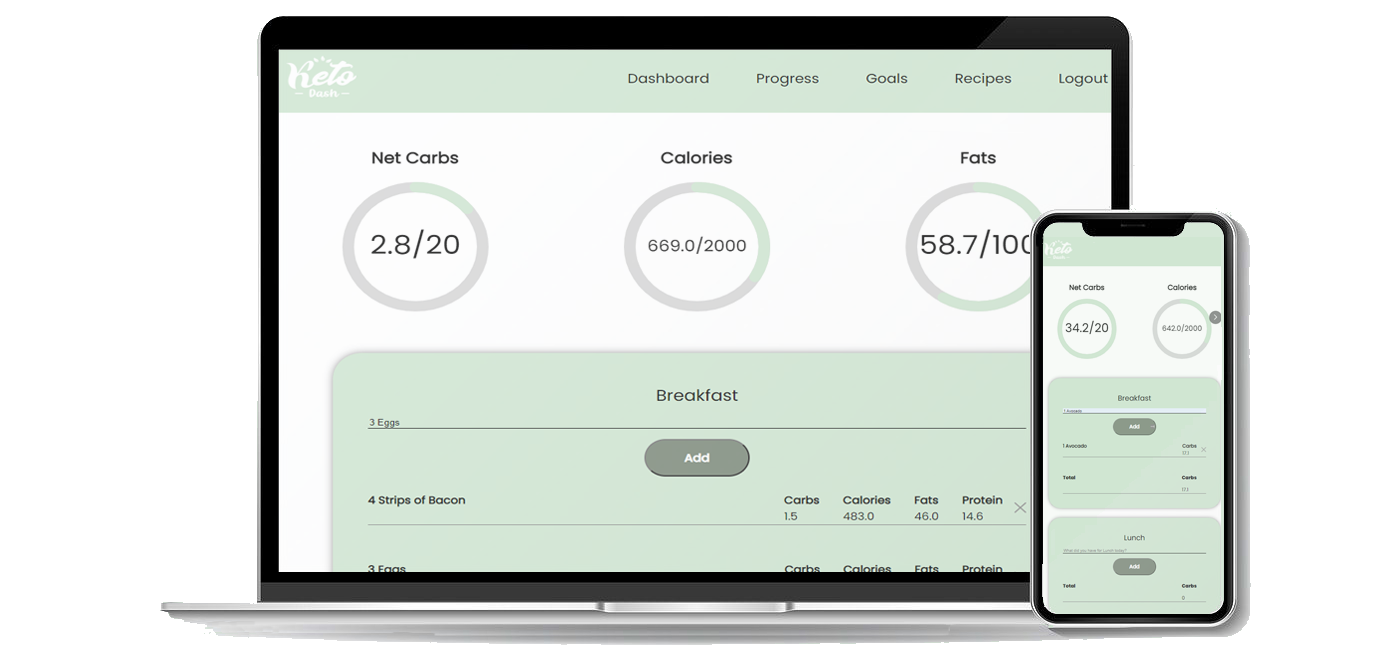 Keto
Dash
Dashboard Progress Goals Recipes Logout
Net Carbs Calories Fats
2.8/20 669.0/2000 58.7/100
Breakfast
3 Eggs
Add
4 Strips of Bacon Carbs Calories Fats Protein
1.5 483.0 46.0 14.6
3 Eggs Carbs Calories Fats Protein
Keto
Dash
Net Carbs Calories
34.2/20 642.0/2000
Breakfast
1 Avocado
Add
1 Avocado Carbs
Total Carbs
Lunch
What did you have for Lunch today?
Add
Total Carbs
0